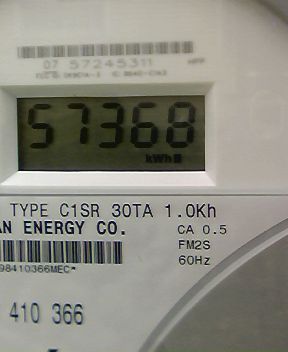 07 57245311
57368
kWh
TYPE C1SR 30TA 1.0Kh
AN ENERGY CO.
CA 0.5
FM2S
60Hz
98410366MEC*
410 366